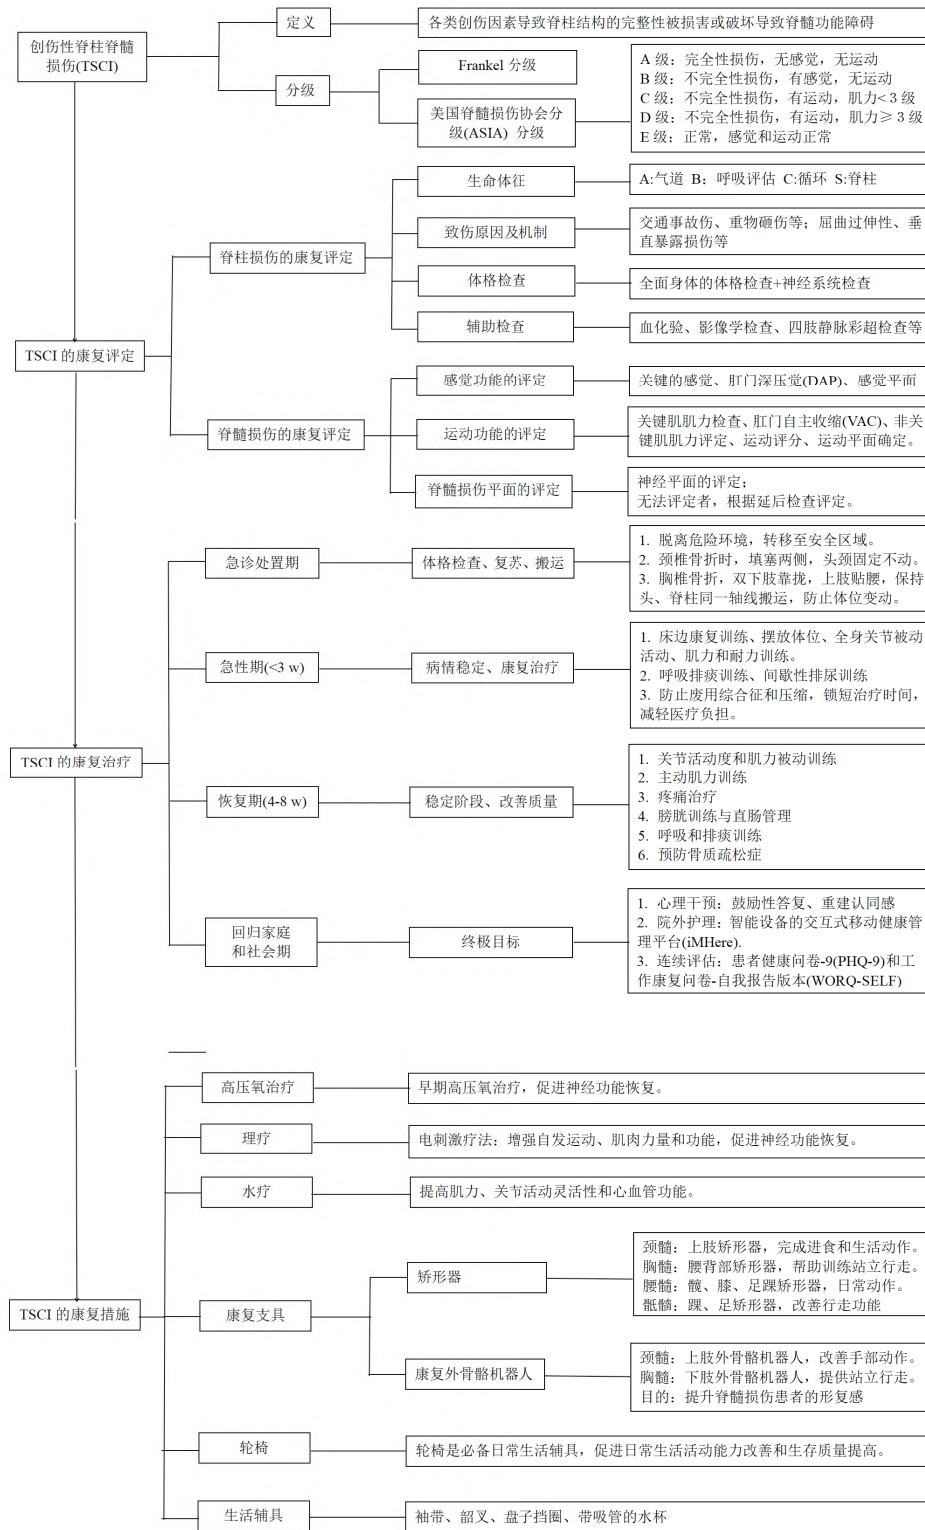 创伤性脊柱脊髓
损伤(TSCI)
定义
各类创伤因素导致脊柱结构的完整性被损害或破坏导致脊髓功能障碍
分级
Frankel 分级
美国脊髓损伤协会分
级(ASIA) 分级
A 级：完全性损伤，无感觉，无运动
B 级：不完全性损伤，有感觉，无运动
C 级：不完全性损伤，有运动，肌力<3 级
D 级：不完全性损伤，有运动，肌力≥3 级
E 级：正常，感觉和运动正常
TSCI 的康复评定
脊柱损伤的康复评定
生命体征
A:气道 B：呼吸评估 C:循环 S:脊柱
致伤原因及机制
交通事故伤、重物砸伤等；屈曲过伸性、垂
直暴露损伤等
体格检查
全面身体的体格检查+神经系统检查
辅助检查
血化验、影像学检查、四肢静脉彩超检查等
脊髓损伤的康复评定
感觉功能的评定
关键的感觉、肛门深压觉(DAP)、感觉平面
运动功能的评定
关键肌肌力检查、肛门自主收缩(VAC)、非关
键肌肌力评定、运动评分、运动平面确定。
脊髓损伤平面的评定
神经平面的评定；
无法评定者，根据延后检查评定。
TSCI 的康复治疗
急诊处置期
体格检查、复苏、搬运
1. 脱离危险环境，转移至安全区域。
2. 颈椎骨折时，填塞两侧，头颈固定不动。
3. 胸椎骨折，双下肢靠拢，上肢贴腰，保持
头、脊柱同一轴线搬运，防止体位变动。
急性期(<3 w)
病情稳定、康复治疗
1. 床边康复训练、摆放体位、全身关节被动
活动、肌力和耐力训练。
2. 呼吸排痰训练、间歇性排尿训练
3. 防止废用综合征和压缩，锁短治疗时间，
减轻医疗负担。
恢复期(4-8 w)
稳定阶段、改善质量
1. 关节活动度和肌力被动训练
2. 主动肌力训练
3. 疼痛治疗
4. 膀胱训练与直肠管理
5. 呼吸和排痰训练
6. 预防骨质疏松症
回归家庭
和社会期
终极目标
1. 心理干预：鼓励性答复、重建认同感
2. 院外护理：智能设备的交互式移动健康管
理平台(iMHere).
3. 连续评估：患者健康问卷-9(PHQ-9)和工
作康复问卷-自我报告版本(WORQ-SELF)
TSCI 的康复措施
高压氧治疗
早期高压氧治疗，促进神经功能恢复。
理疗
电刺激疗法：增强自发运动、肌肉力量和功能，促进神经功能恢复。
水疗
提高肌力、关节活动灵活性和心血管功能。
康复支具
矫形器
颈髓：上肢矫形器，完成进食和生活动作。
胸髓：腰背部矫形器，帮助训练站立行走。
腰髓：髋、膝、足踝矫形器，日常动作。
骶髓：踝、足矫形器，改善行走功能
康复外骨骼机器人
颈髓：上肢外骨骼机器人，改善手部动作。
胸髓：下肢外骨骼机器人，提供站立行走。
目的：提升脊髓损伤患者的形复感
轮椅
轮椅是必备日常生活辅具，促进日常生活活动能力改善和生存质量提高。
生活辅具
袖带、韶叉、盘子挡圈、带吸管的水杯